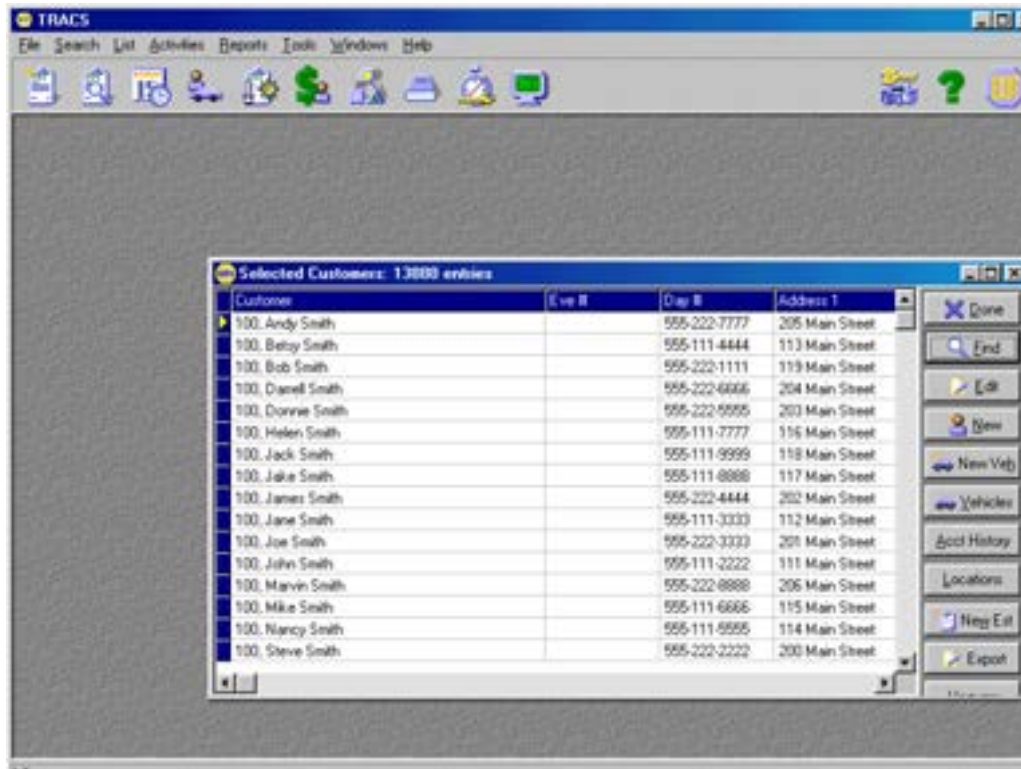 TRACS
File Search List Activities Reports Tools Windows Help
Selected Customers: 13880 entries
Customer Eve # Day # Address 1
100, Andy Smith 555-222-7777 205 Main Street
100, Betsy Smith 555-111-4444 113 Main Street
100, Bob Smith 555-222-1111 119 Main Street
100, Darrell Smith 555-222-6666 204 Main Street
100, Donnie Smith 555-222-5555 203 Main Street
100, Helen Smith 555-111-7777 116 Main Street
100, Jack Smith 555-111-9999 118 Main Street
100, Jake Smith 555-111-8888 117 Main Street
100, James Smith 555-222-4444 202 Main Street
100, Jane Smith 555-111-3333 112 Main Street
100, Joe Smith 555-222-3333 201 Main Street
100, John Smith 555-111-2222 111 Main Street
100, Marvin Smith 555-222-8888 206 Main Street
100, Mike Smith 555-111-6666 115 Main Street
100, Nancy Smith 555-111-5555 114 Main Street
100, Steve Smith 555-222-2222 200 Main Street
Done
Find
Edit
New
New Veh
Vehicles
Acct History
Locations
New Est
Export